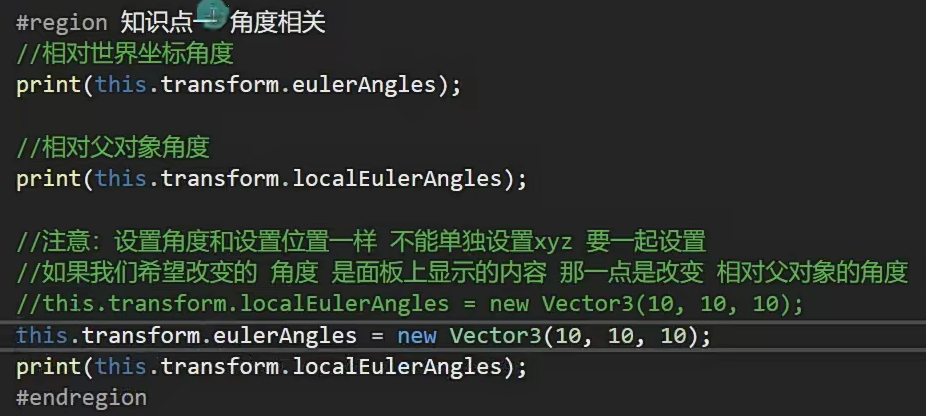 #region 知识点一 角度相关
//相对世界坐标角度
print(this.transform.eulerAngles);
//相对父对象角度
print(this.transform.localEulerAngles);
//注意：设置角度和设置位置一样 不能单独设置xyz 要一起设置
//如果我们希望改变的 角度 是面板上显示的内容 那一点是改变 相对父对象的角度
//this.transform.localEulerAngles = new Vector3(10, 10, 10);
this.transform.eulerAngles = new Vector3(10, 10, 10);
print(this.transform.localEulerAngles);
#endregion